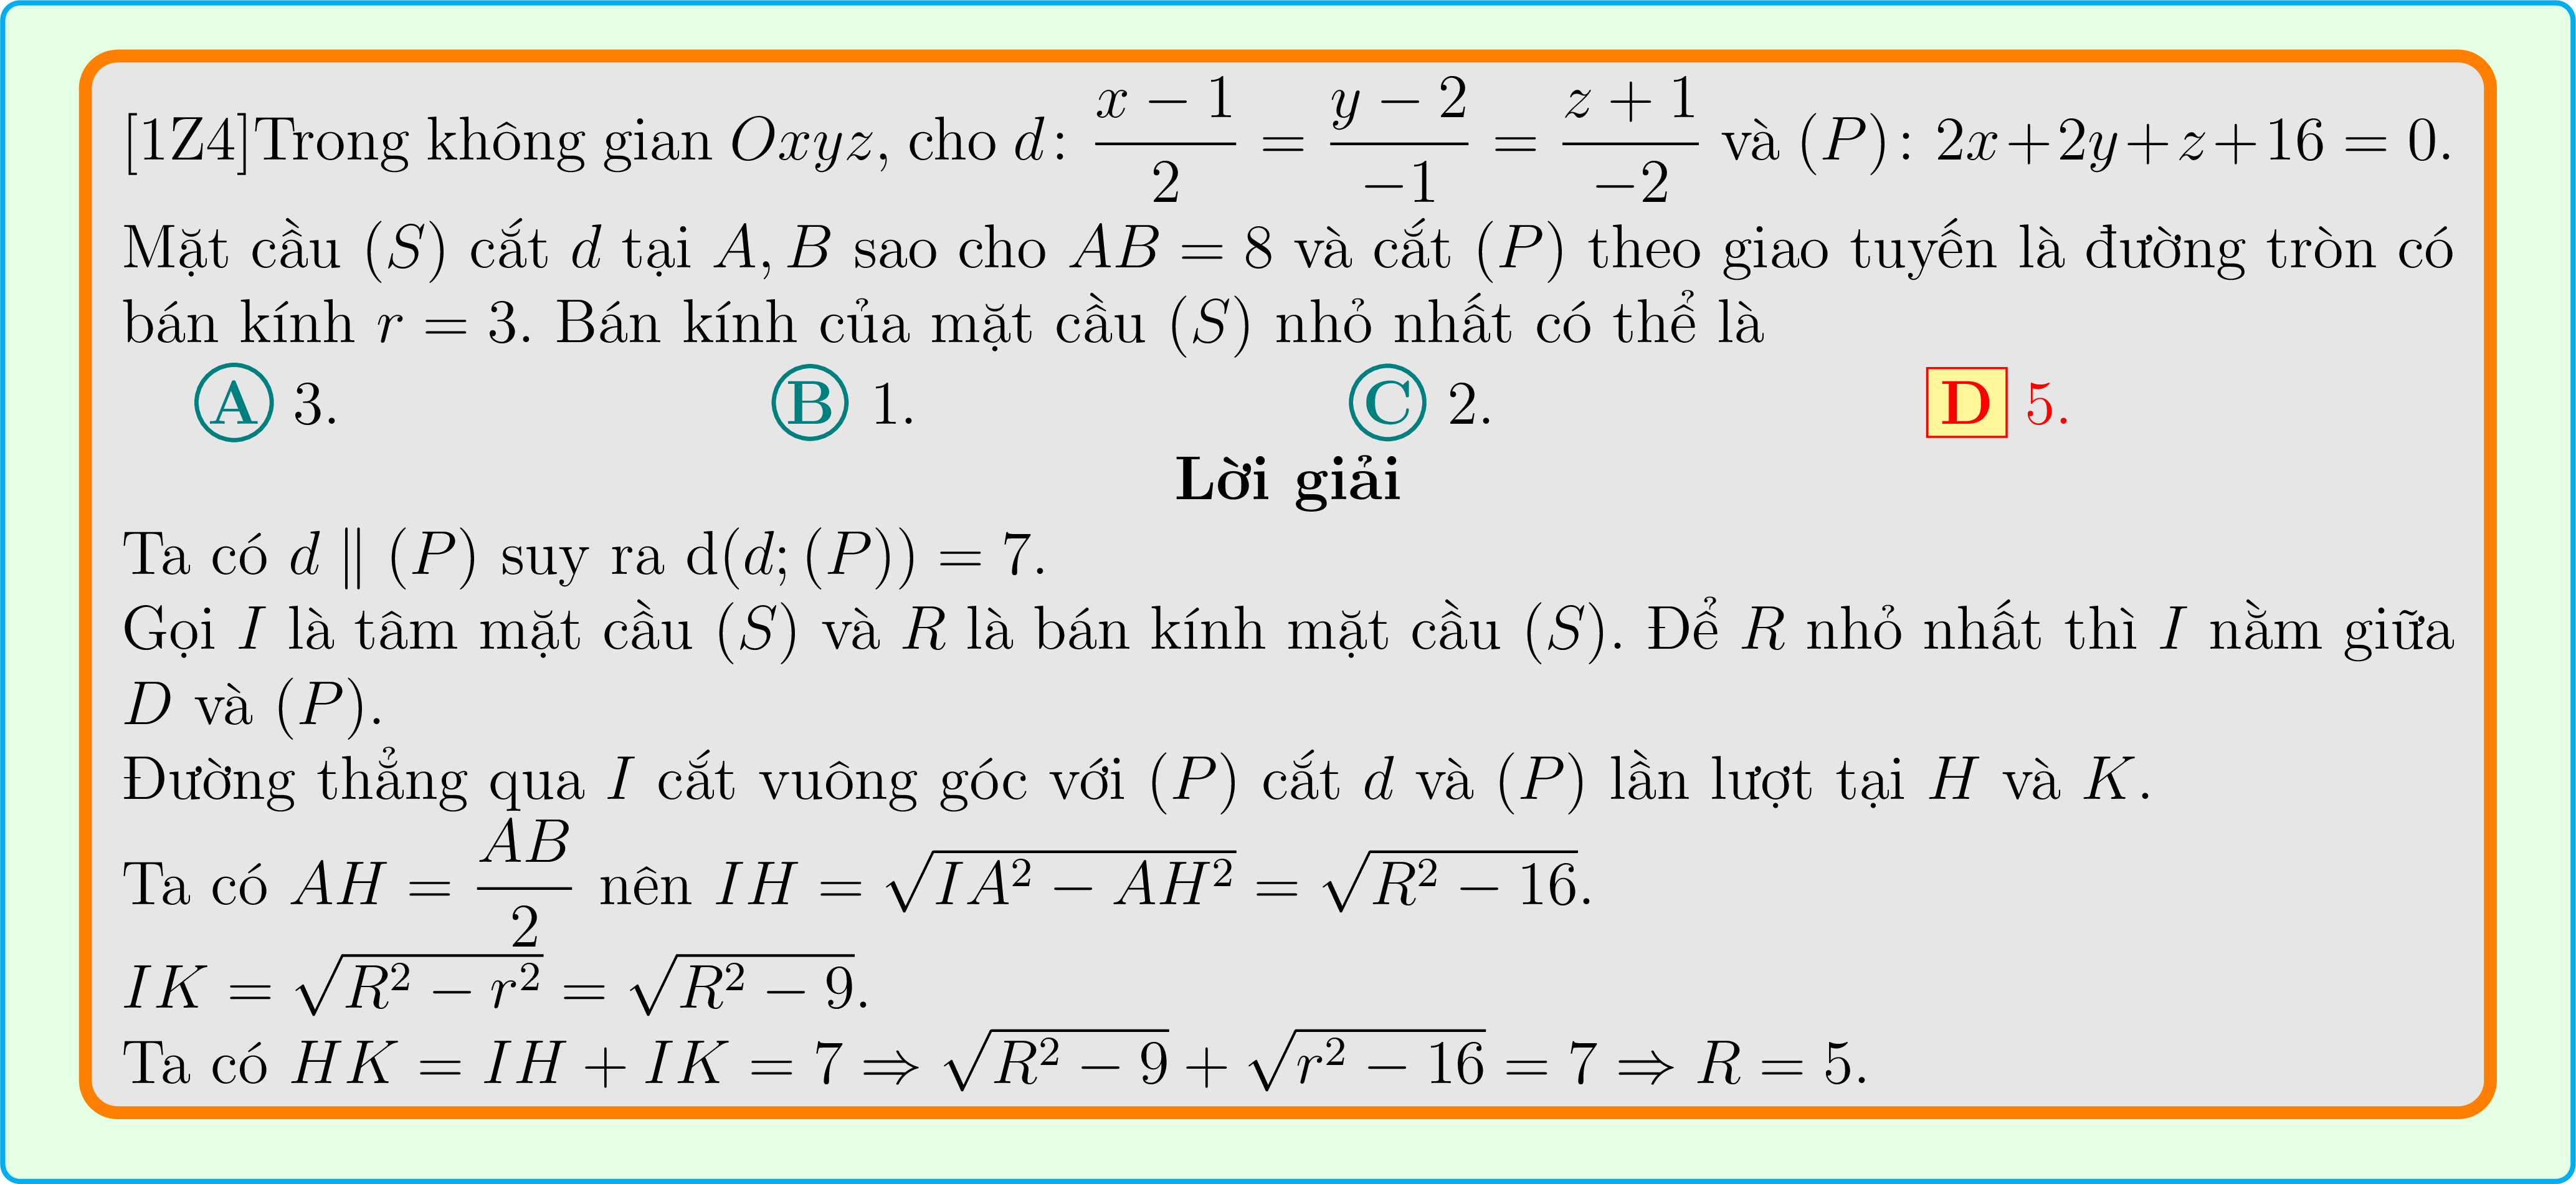 [1Z4]Trong không gian $Oxyz$, cho $d\colon \dfrac{x-1}{2} = \dfrac{y-2}{-1} = \dfrac{z+1}{-2}$ và $(P)\colon 2x+2y+z+16 = 0$.
Mặt cầu $(S)$ cắt $d$ tại $A, B$ sao cho $AB = 8$ và cắt $(P)$ theo giao tuyến là đường tròn có
bán kính $r = 3$. Bán kính của mặt cầu $(S)$ nhỏ nhất có thể là
A 3. B 1. C 2. D 5.
Lời giải
Ta có $d \parallel (P)$ suy ra $\mathrm{d}(d; (P)) = 7$.
Gọi $I$ là tâm mặt cầu $(S)$ và $R$ là bán kính mặt cầu $(S)$. Để $R$ nhỏ nhất thì $I$ nằm giữa
$D$ và $(P)$.
Đường thẳng qua $I$ cắt vuông góc với $(P)$ cắt $d$ và $(P)$ lần lượt tại $H$ và $K$.
Ta có $AH = \dfrac{AB}{2}$ nên $IH = \sqrt{IA^2 - AH^2} = \sqrt{R^2 - 16}$.
$IK = \sqrt{R^2 - r^2} = \sqrt{R^2 - 9}$.
Ta có $HK = IH + IK = 7 \Rightarrow \sqrt{R^2 - 9} + \sqrt{r^2 - 16} = 7 \Rightarrow R = 5$.